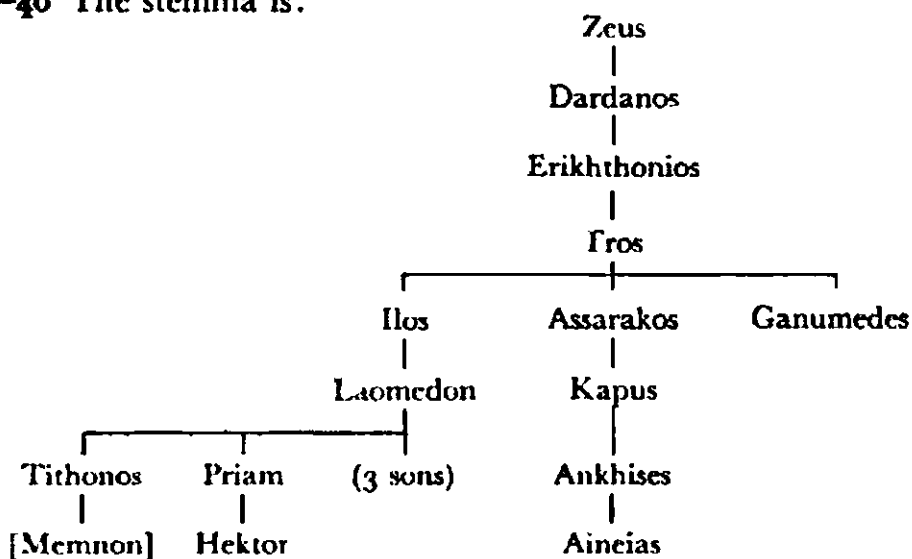 –40 The stemma is:
Zeus
Dardanos
Erikhthonios
Tros
Ilos Assarakos Ganumedes
Laomedon Kapus
Tithonos Priam (3 sons) Ankhises
[Memnon] Hektor Aineias